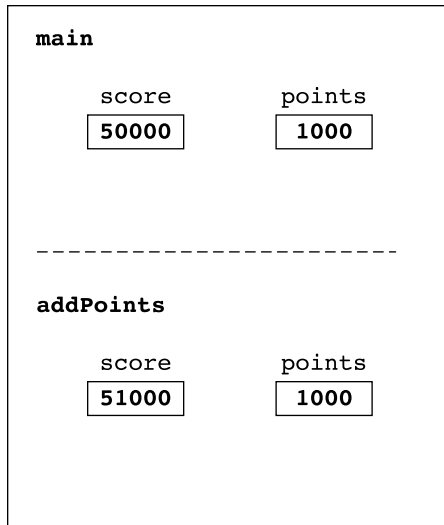 main
score points
50000 1000
addPoints
score points
51000 1000